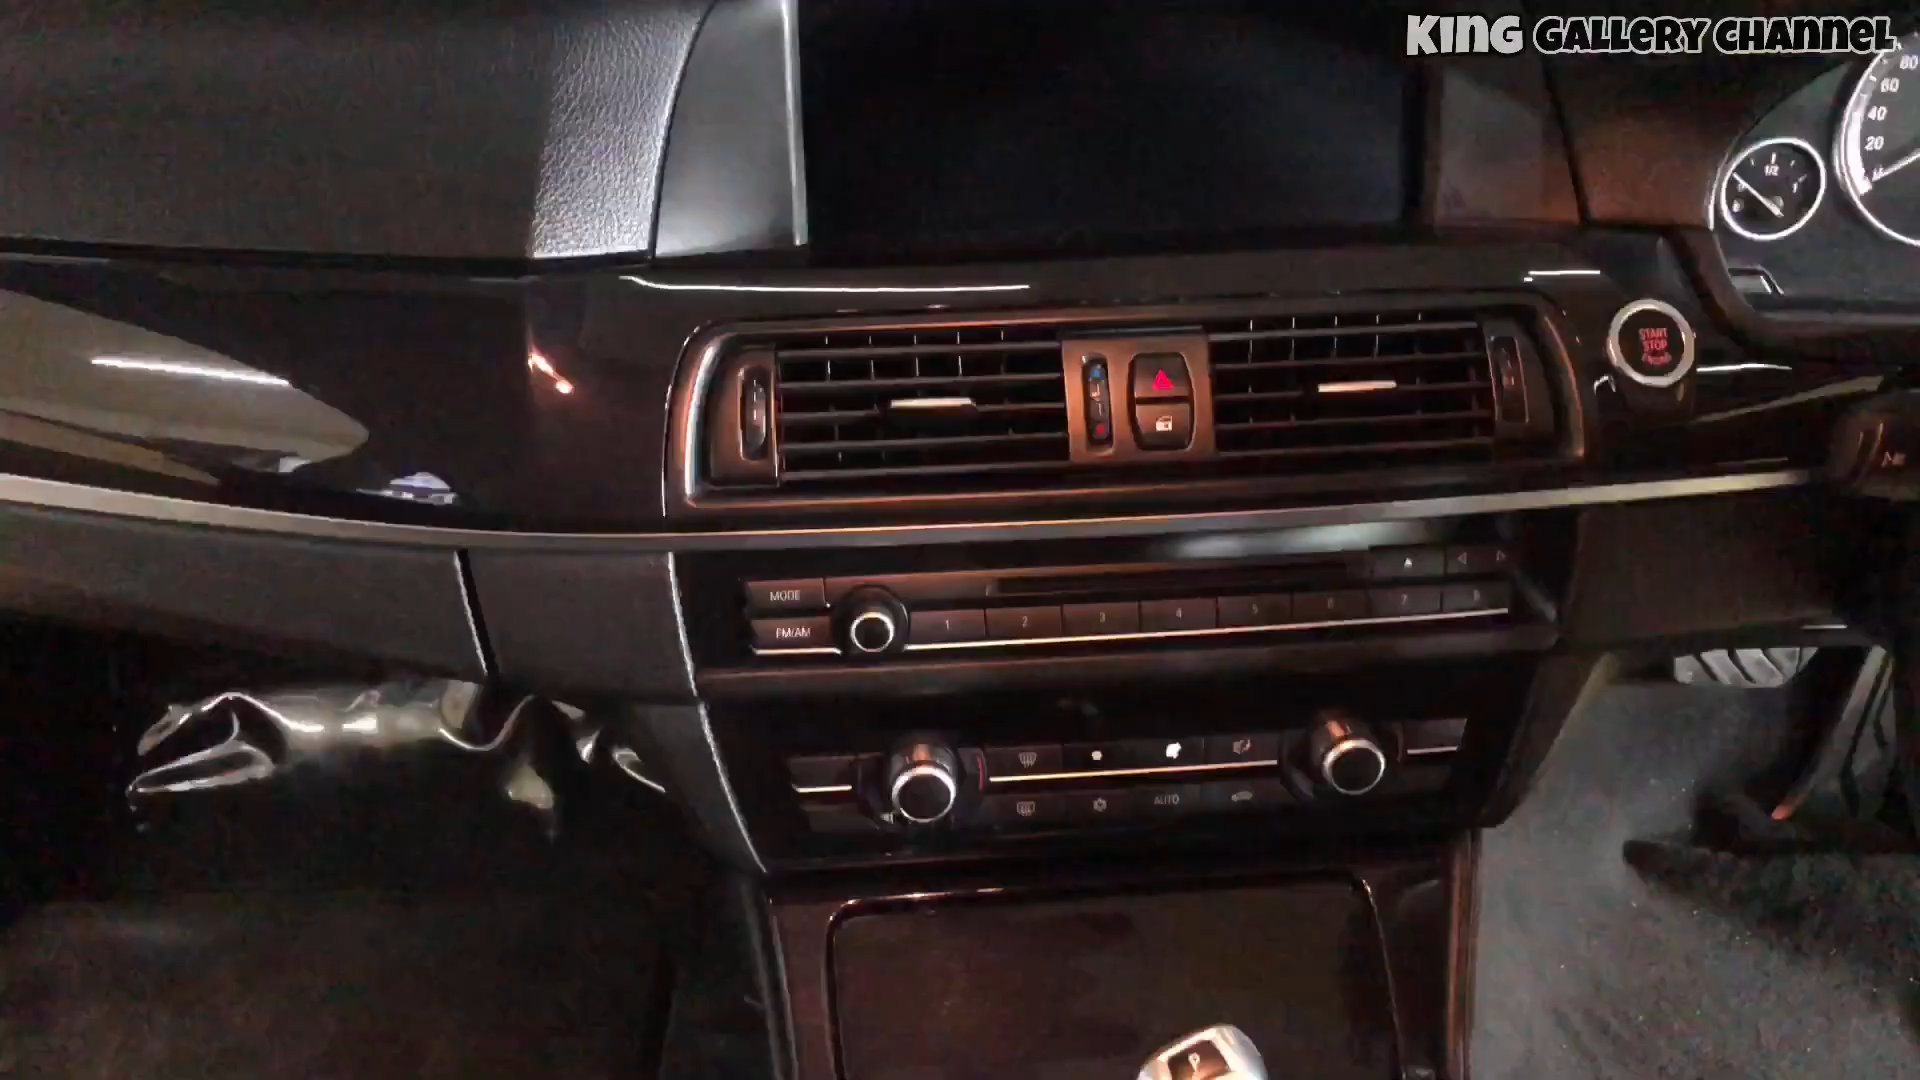 KING GALLERY CHANNEL
80
60
40
20
1/2
1
START
STOP
MODE
FM/AM
1 2 3 4 5 6 7 8
AUTO
P